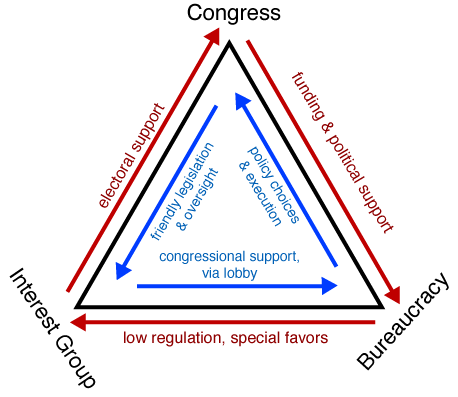 Congress
electoral support
funding & political support
friendly legislation
& oversight
policy choices
& execution
congressional support,
via lobby
Interest Group
Bureaucracy
low regulation, special favors